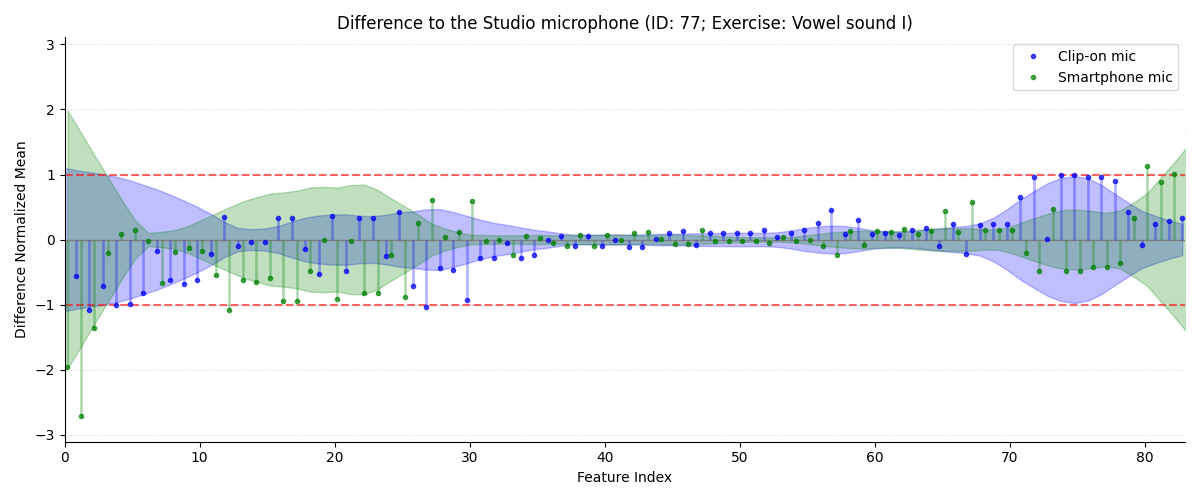 Difference to the Studio microphone (ID: 77; Exercise: Vowel sound I)
Clip-on mic
Smartphone mic
Difference Normalized Mean
3
2
1
0
−1
−2
−3
0 10 20 30 40 50 60 70 80
Feature Index